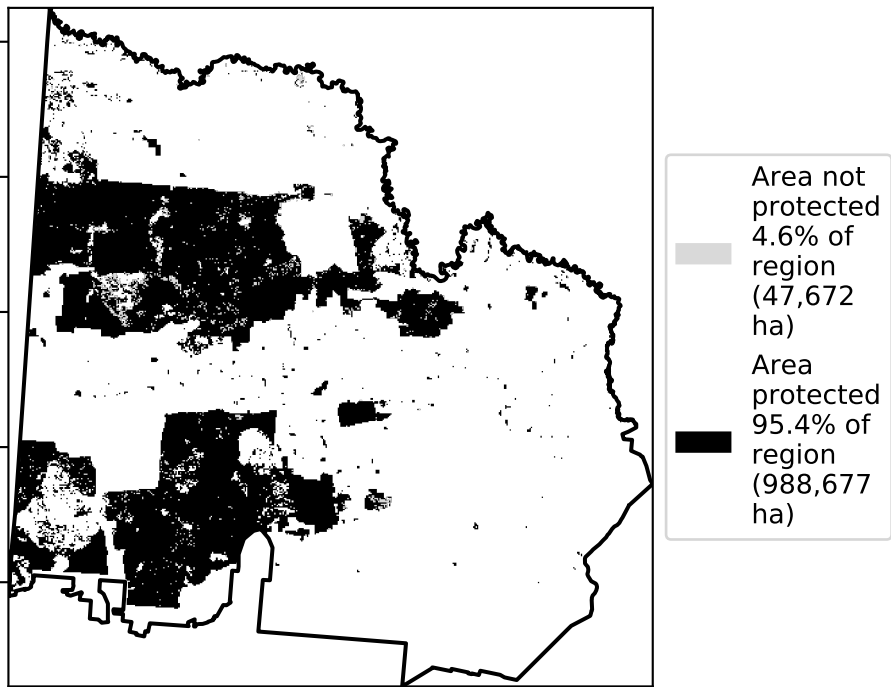 Area not
protected
4.6% of
region
(47,672
ha)
Area
protected
95.4% of
region
(988,677
ha)